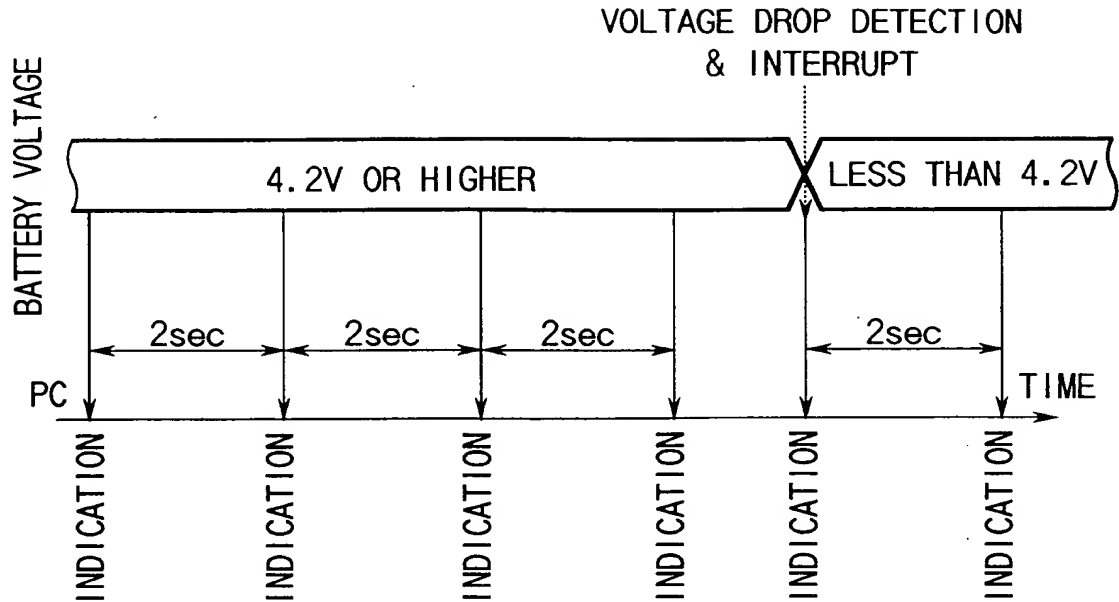 VOLTAGE DROP DETECTION
& INTERRUPT
BATTERY VOLTAGE
4.2V OR HIGHER
LESS THAN 4.2V
2sec
2sec
2sec
2sec
PC
TIME
INDICATION
INDICATION
INDICATION
INDICATION
INDICATION
INDICATION